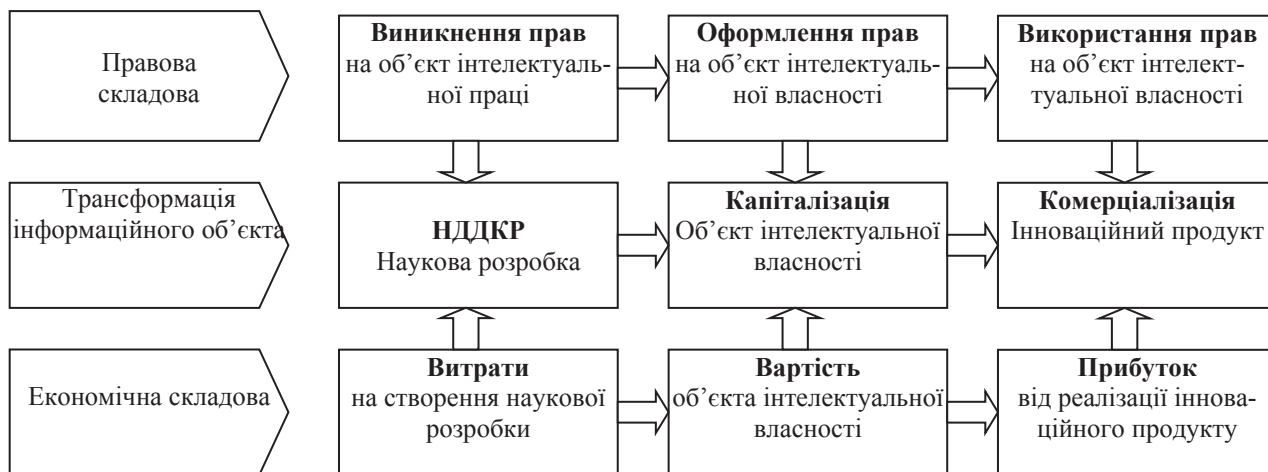 Правова
складова
Виникнення прав
на об’єкт інтелектуаль-
ної праці
Оформлення прав
на об’єкт інтелектуаль-
ної власності
Використання прав
на об’єкт інтелект-
туальної власності
Трансформація
інформаційного об’єкта
НДДКР
Наукова розробка
Капіталізація
Об’єкт інтелектуальної
власності
Комерціалізація
Інноваційний продукт
Економічна складова
Витрати
на створення наукової
розробки
Вартість
об’єкта інтелектуальної
власності
Прибуток
від реалізації іннова-
ційного продукту